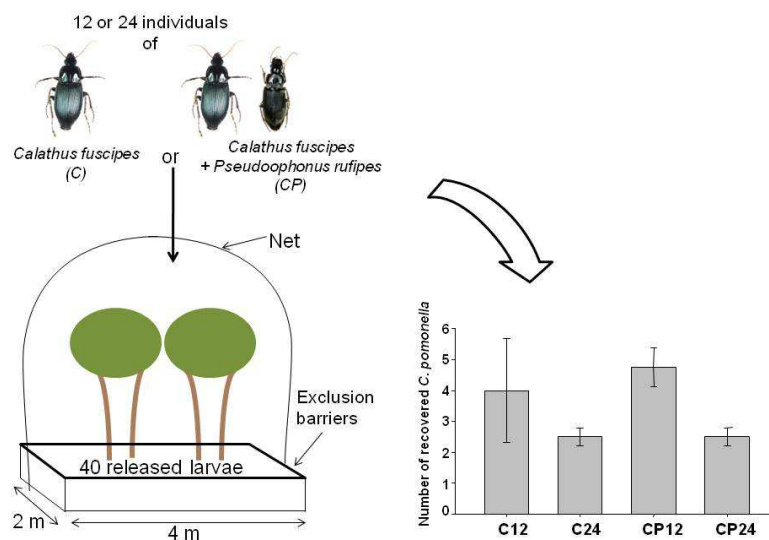 12 or 24 individuals
of
Calathus fuscipes
(C)
or
Calathus fuscipes
+ Pseudoophonus rufipes
(CP)
Net
Exclusion
barriers
40 released larvae
2 m
4 m
Number of recovered C. pomonella
6
5
4
3
2
1
0
C12
C24
CP12
CP24